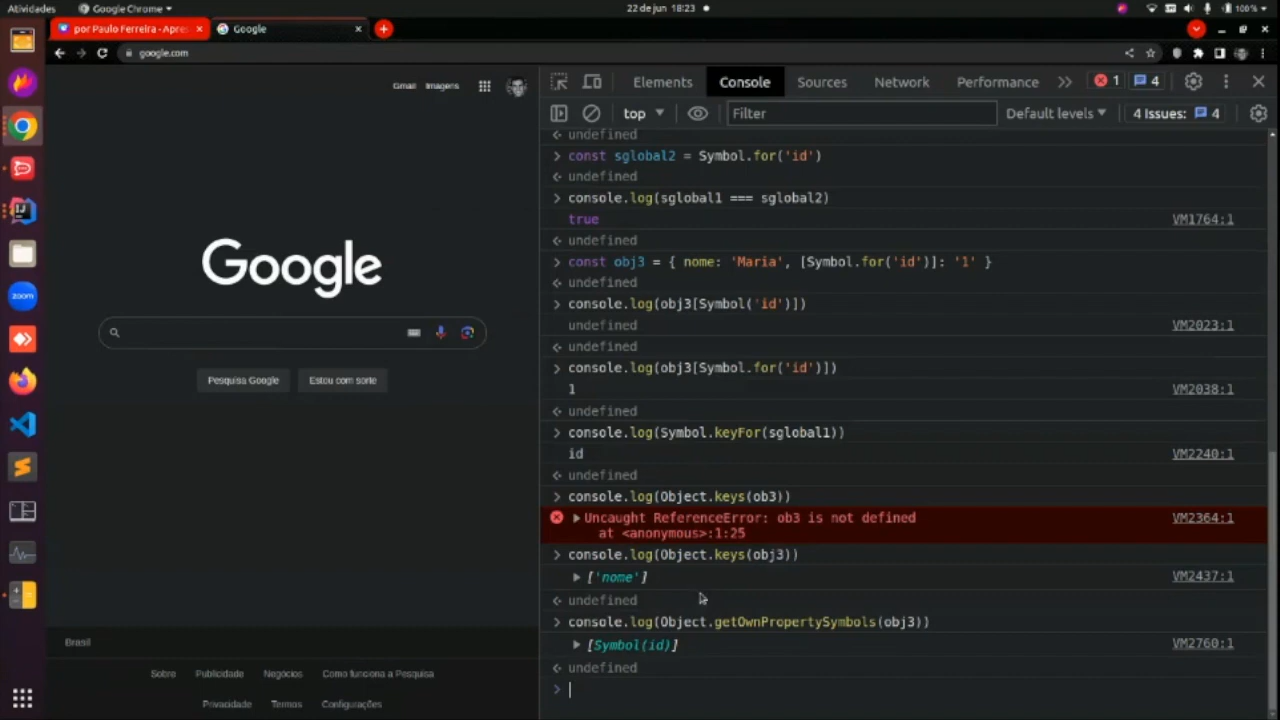 Atividades
Google Chrome
22 de jun 18:23
100%
por Paulo Ferreira - Apres
Google
google.com
Gmail
Imagens
Google
Pesquisa Google
Estou com sorte
Brasil
Sobre
Publicidade
Negócios
Como funciona a Pesquisa
Privacidade
Termos
Configurações
zoom
Elements
Console
Sources
Network
Performance
1
4
top
Filter
Default levels
4 Issues:
4
undefined
const sglobal2 = Symbol.for('id')
undefined
console.log(sglobal1 === sglobal2)
true VM1764:1
undefined
const obj3 = { nome: 'Maria', [Symbol.for('id')]: '1' }
undefined
console.log(obj3[Symbol('id')])
undefined VM2023:1
undefined
console.log(obj3[Symbol.for('id')])
1 VM2038:1
undefined
console.log(Symbol.keyFor(sglobal1))
id VM2240:1
undefined
console.log(Object.keys(ob3))
Uncaught ReferenceError: ob3 is not defined VM2364:1
at <anonymous>:1:25
console.log(Object.keys(obj3))
['nome'] VM2437:1
undefined
console.log(Object.getOwnPropertySymbols(obj3))
[Symbol(id)] VM2760:1
undefined